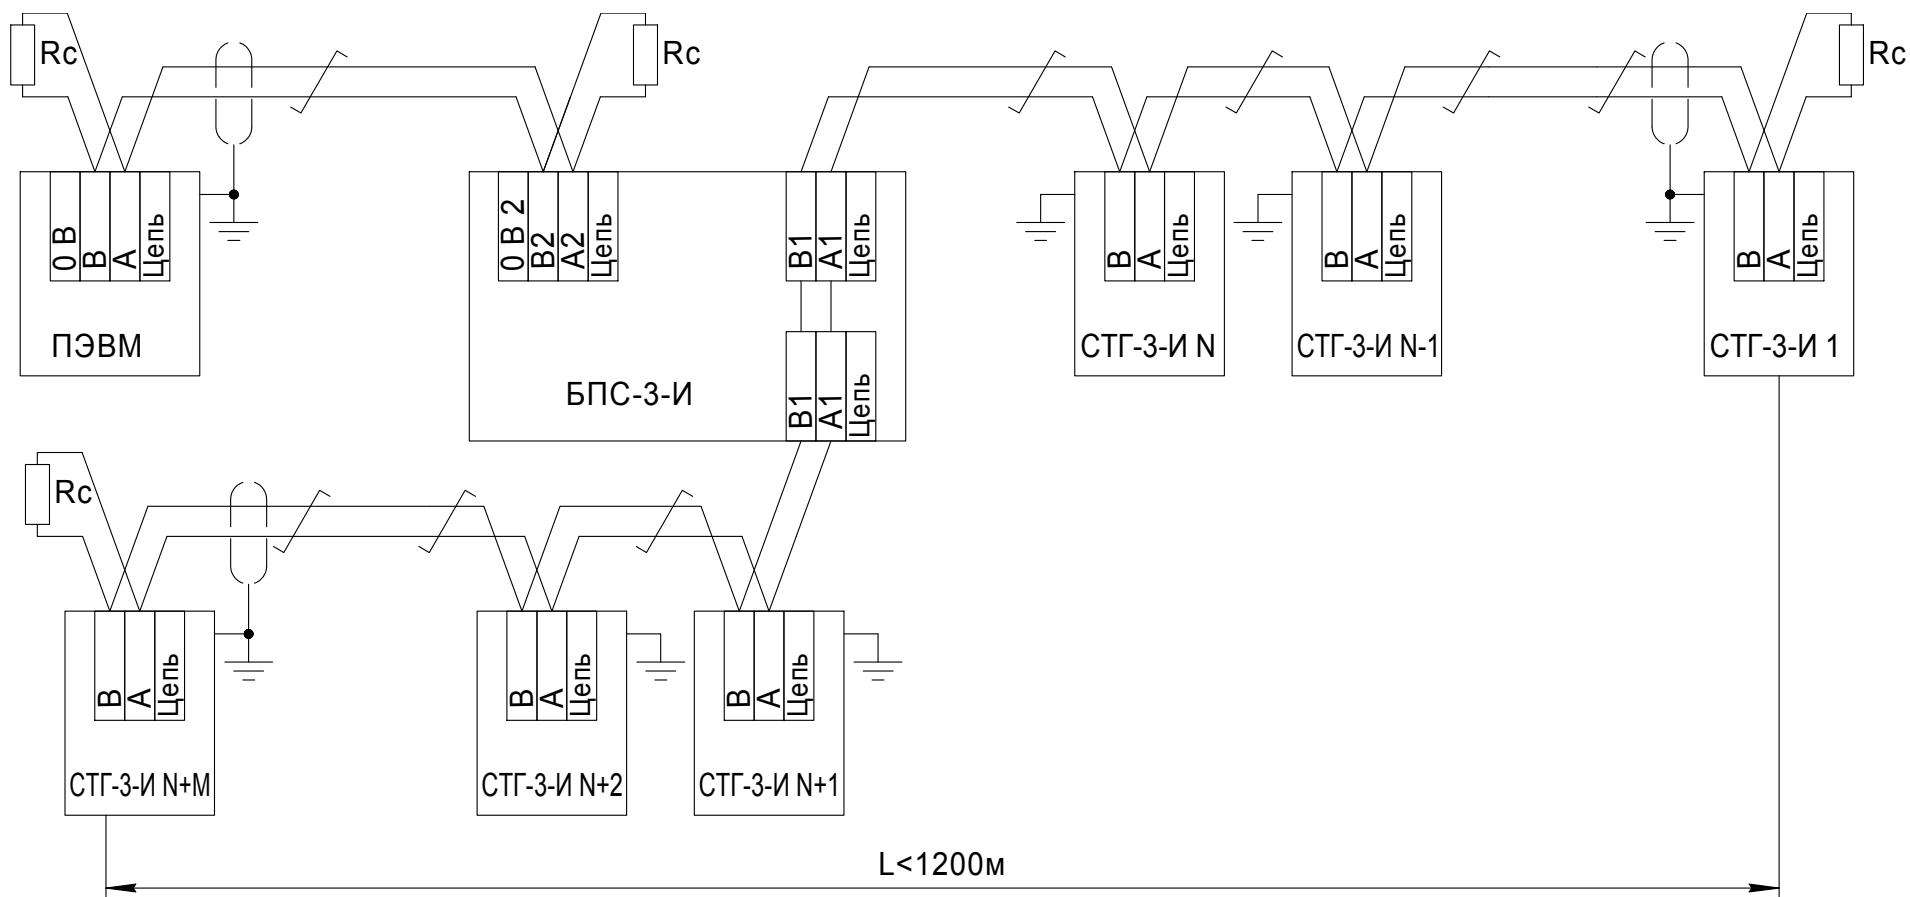 Rc
Rc
Rc
0 В
В
А
Цепь
ПЭВМ
0 В 2
В2
А2
Цепь
В1
А1
Цепь
В1
А1
Цепь
БПС-3-И
В
А
Цепь
СТГ-3-И N
В
А
Цепь
СТГ-3-И N-1
В
А
Цепь
СТГ-3-И 1
Rc
В
А
Цепь
СТГ-3-И N+M
В
А
Цепь
СТГ-3-И N+2
В
А
Цепь
СТГ-3-И N+1
L<1200м